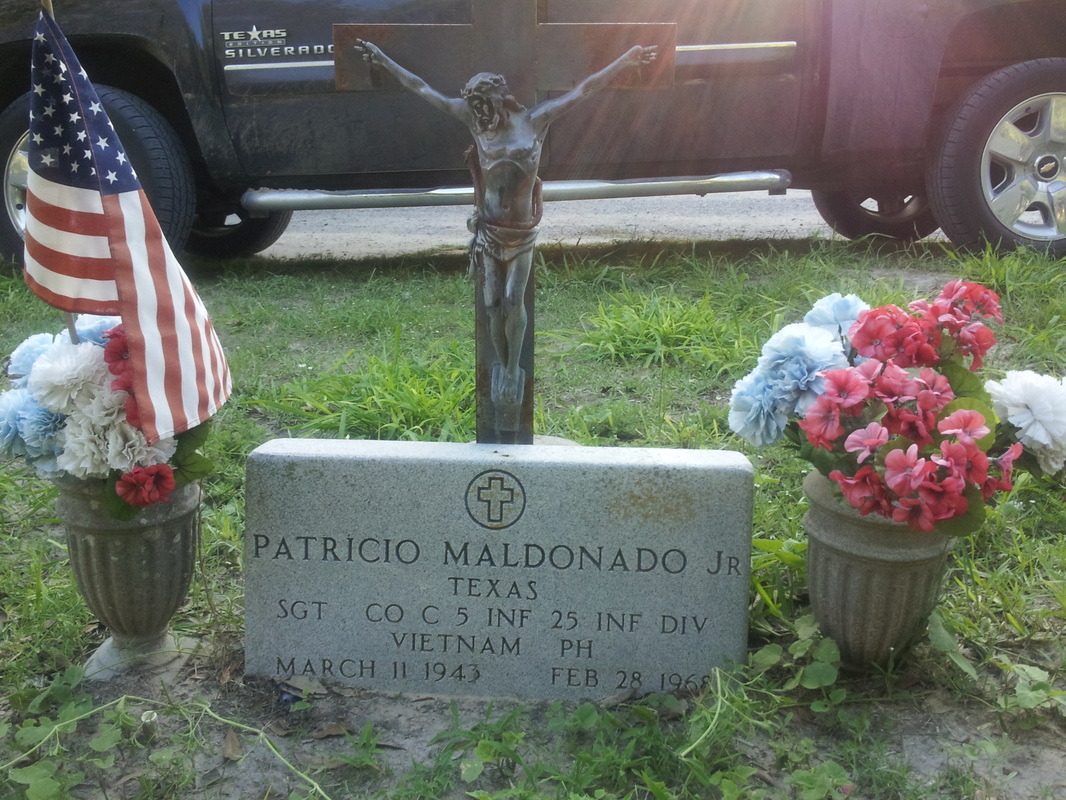 TEXAS
EDITION
SILVERADO
PATRICIO MALDONADO JR
TEXAS
SGT CO C 5 INF 25 INF DIV
VIETNAM PH
MARCH 11 1943 FEB 28 1968